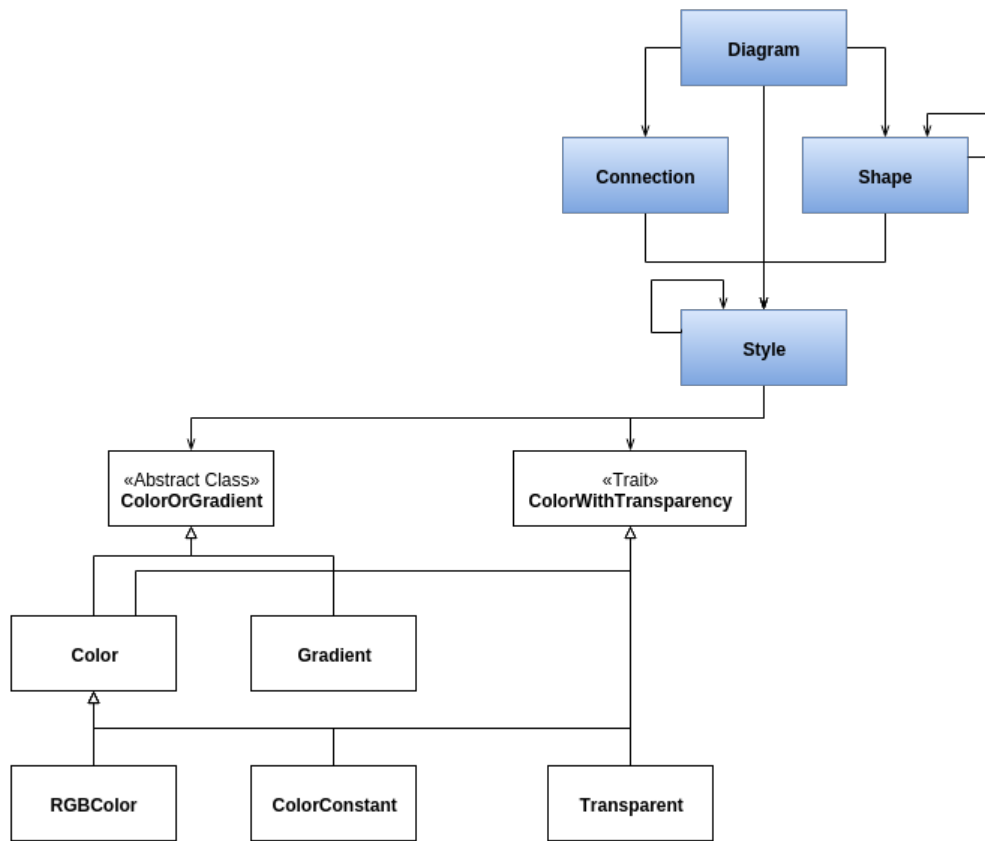 Diagram
Connection
Shape
Style
«Abstract Class»
ColorOrGradient
«Trait»
ColorWithTransparency
Color
Gradient
RGBColor
ColorConstant
Transparent